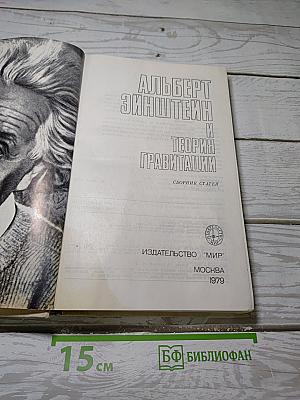 АЛЬБЕРТ
ЭЙНШТЕЙН
И
ТЕОРИЯ
ГРАВИТАЦИИ
СБОРНИК СТАТЕЙ
ИЗДАТЕЛЬСТВО "МИР"
МОСКВА
1979
15 см
БФ БИБЛИОФАН